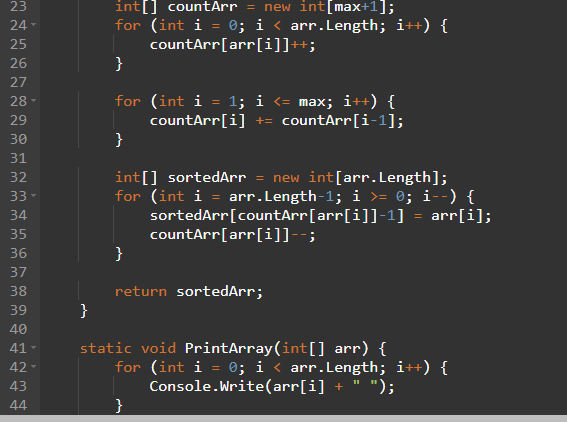 23 int[] countArr = new int[max+1];
24 for (int i = 0; i < arr.Length; i++) {
25 countArr[arr[i]]++;
26 }
27
28 for (int i = 1; i <= max; i++) {
29 countArr[i] += countArr[i-1];
30 }
31
32 int[] sortedArr = new int[arr.Length];
33 for (int i = arr.Length-1; i >= 0; i--) {
34 sortedArr[countArr[arr[i]]-1] = arr[i];
35 countArr[arr[i]]--;
36 }
37
38 return sortedArr;
39 }
40
41 static void PrintArray(int[] arr) {
42 for (int i = 0; i < arr.Length; i++) {
43 Console.Write(arr[i] + " ");
44 }